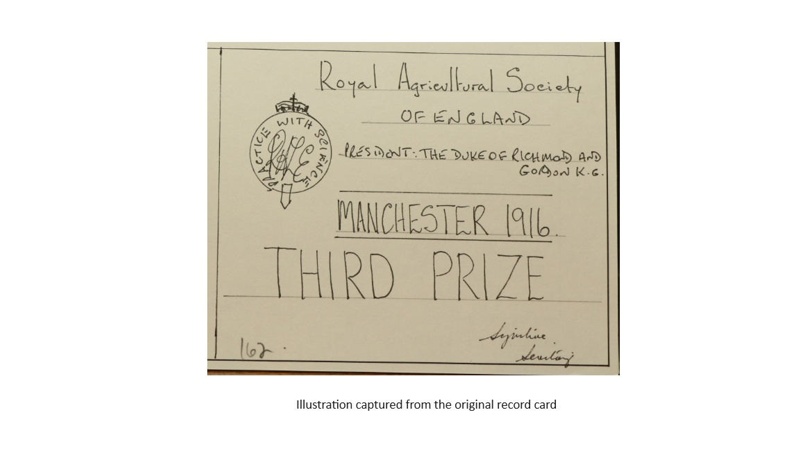 Royal Agricultural Society
OF ENGLAND
PRACTICE WITH SCIENCE
PRESIDENT: THE DUKE OF RICHMOD AND
GORDON K.G.
MANCHESTER 1916.
THIRD PRIZE
162.
Secretary
Illustration captured from the original record card